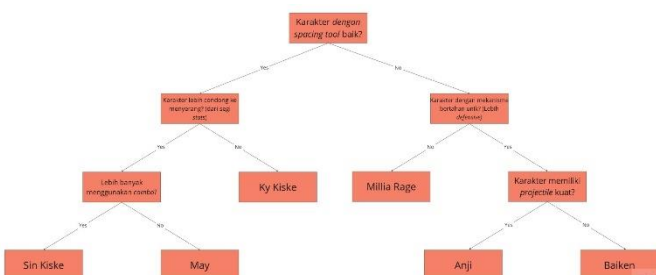 Karakter dengan
spacing tool baik?
Yes
No
Karakter lebih condong ke
menyerang? (dari segi
stats)
Karakter dengan mekanisme
bertahan unik? (Lebih
defensive)
Yes
No
No
Yes
Lebih banyak
menggunakan combo?
Ky Kiske
Millia Rage
Karakter memiliki
projectile kuat?
Yes
No
Yes
No
Sin Kiske
May
Anji
Baiken